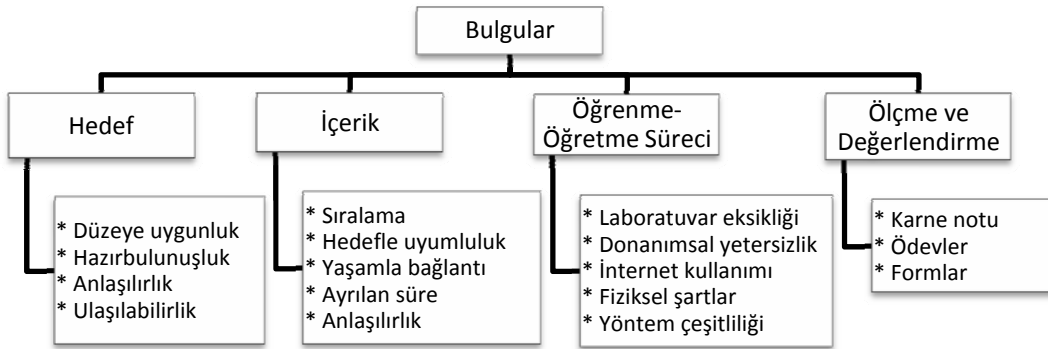 Bulgular
Hedef
* Düzeye uygunluk
* Hazırbulunuşluk
* Anlaşılırlık
* Ulaşılabilirlik
İçerik
* Sıralama
* Hedefle uyumluluk
* Yaşamla bağlantı
* Ayrılan süre
* Anlaşılırlık
Öğrenme-
Öğretme Süreci
* Laboratuvar eksikliği
* Donanımsal yetersizlik
* İnternet kullanımı
* Fiziksel şartlar
* Yöntem çeşitliliği
Ölçme ve
Değerlendirme
* Karne notu
* Ödevler
* Formlar